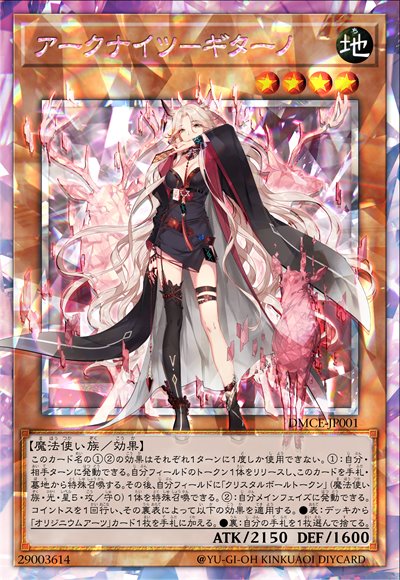 アークナイツーギターノ
地
DMCE-JP001
【魔法使い族／効果】
このカード名の①②の効果はそれぞれ1ターンに1度しか使用できない。①：自分・
相手ターンに発動できる。自分フィールドのトークン1体をリリースし、このカードを手札・
墓地から特殊召喚する。その後、自分フィールドに「クリスタルボールトークン」（魔法使い
族・光・星5・攻／守0）1体を特殊召喚できる。②：自分メインフェイズに発動できる。
コイントスを1回行い、その裏表によって以下の効果を適用する。●表：デッキから
「オリジニウムアーツ」カード1枚を手札に加える。●裏：自分の手札を1枚選んで捨てる。
ATK/2150 DEF/1600
29003614
@YU-GI-OH KINKUAOI DIYCARD